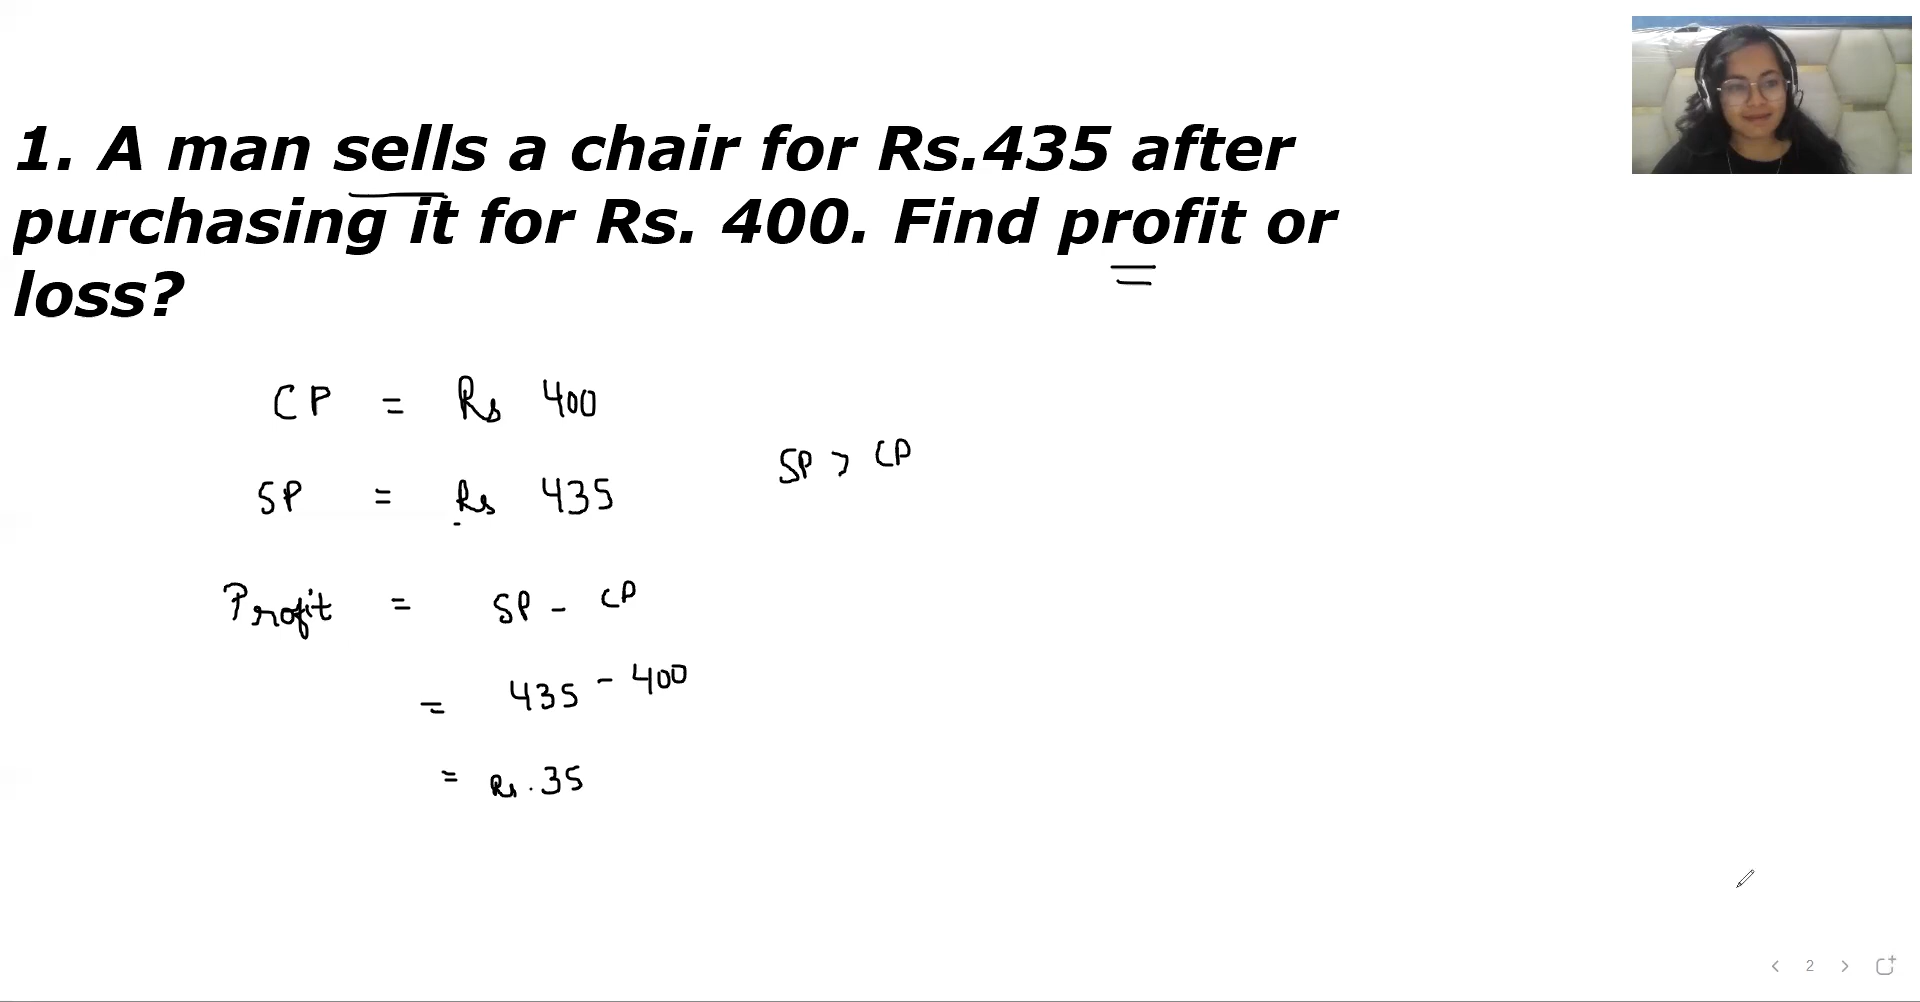 1. A man sells a chair for Rs.435 after
purchasing it for Rs. 400. Find profit or
loss?
CP = Rs 400
SP = Rs 435
SP > CP
Profit = SP - CP
= 435 - 400
= Rs. 35
2